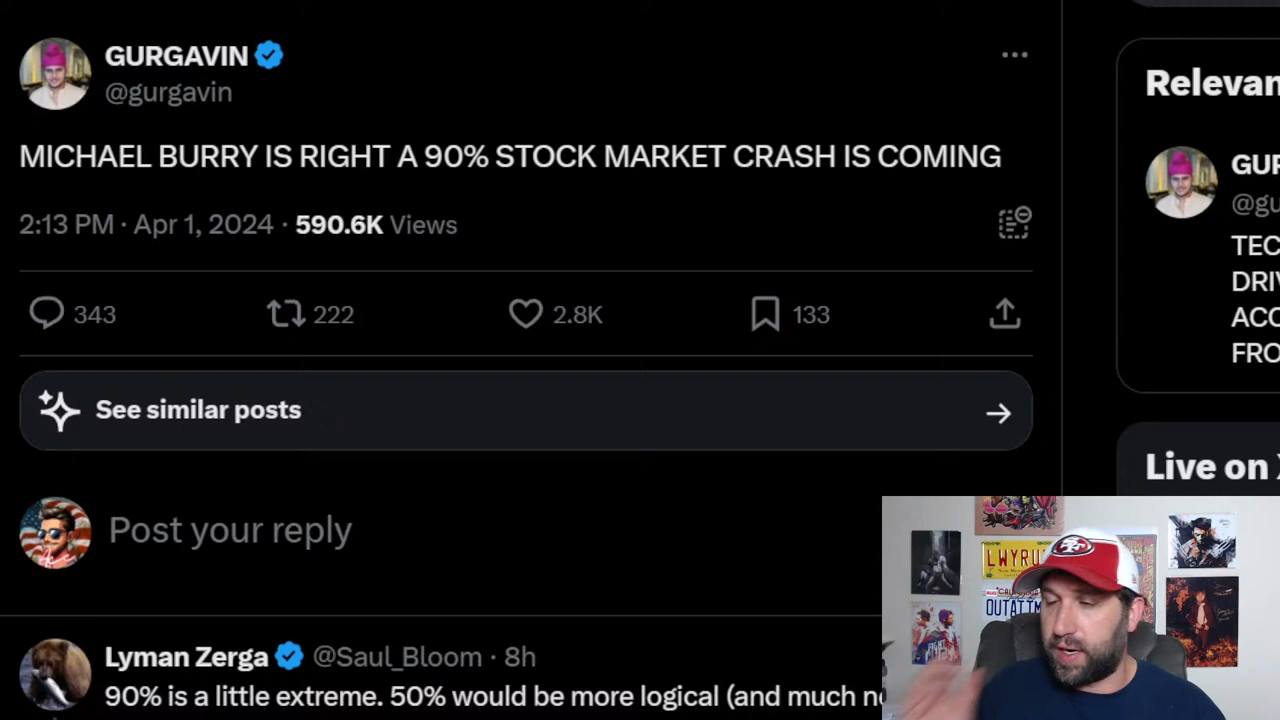 GURGAVIN
@gurgavin
MICHAEL BURRY IS RIGHT A 90% STOCK MARKET CRASH IS COMING
2:13 PM · Apr 1, 2024 · 590.6K Views
343
222
2.8K
133
See similar posts
Post your reply
Lyman Zerga @Saul_Bloom · 8h
90% is a little extreme. 50% would be more logical (and much
Relevan
GUR
@gu
TEC
DRIV
ACC
FRO
Live on
LWYRU
OUTATIM